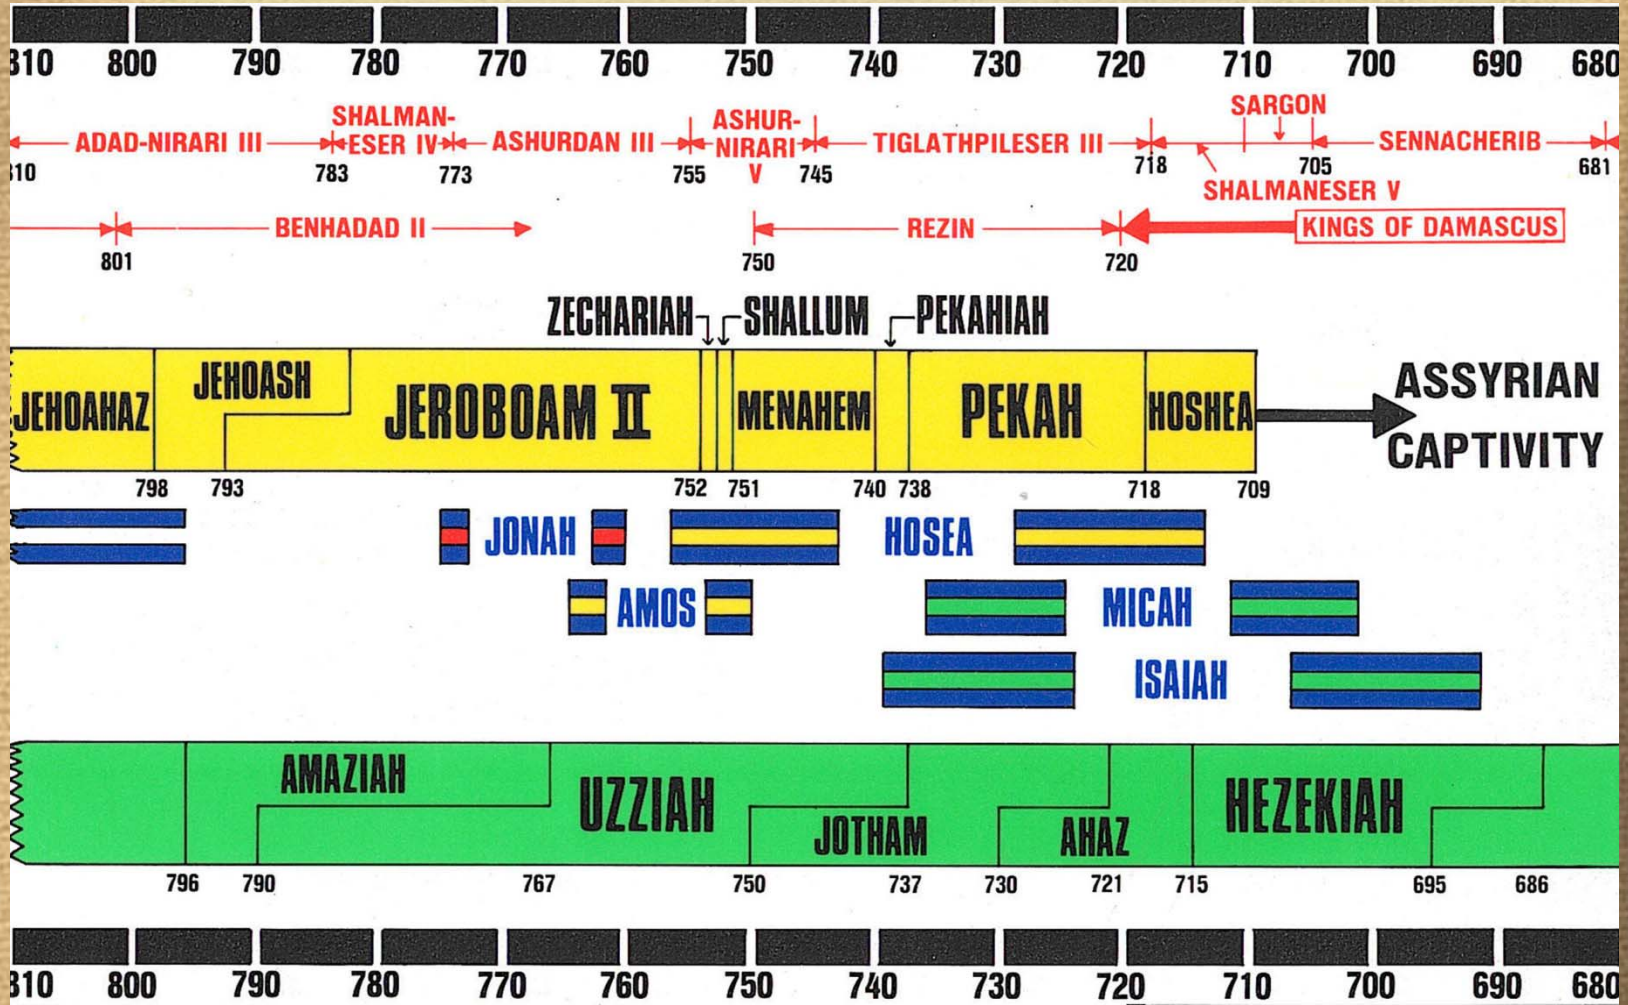 310 800 790 780 770 760 750 740 730 720 710 700 690 680
SARGON
SHALMAN-
ESER IV
ASHUR-
NIRARI
V
ADAD-NIRARI III ASHURDAN III TIGLATHPILESER III SENNACHERIB
310 783 773 755 745 718 705 681
SHALMANESER V
BENHADAD II REZIN KINGS OF DAMASCUS
801 750 720
ZECHARIAH SHALLUM PEKAHIAH
JEHOAHAZ JEHOASH JEROBOAM II MENAHEM PEKAH HOSHEA
ASSYRIAN
CAPTIVITY
798 793 752 751 740 738 718 709
JONAH HOSEA
AMOS MICAH
ISAIAH
AMAZIAH UZZIAH JOTHAM AHAZ HEZEKIAH
796 790 767 750 737 730 721 715 695 686
310 800 790 780 770 760 750 740 730 720 710 700 690 680